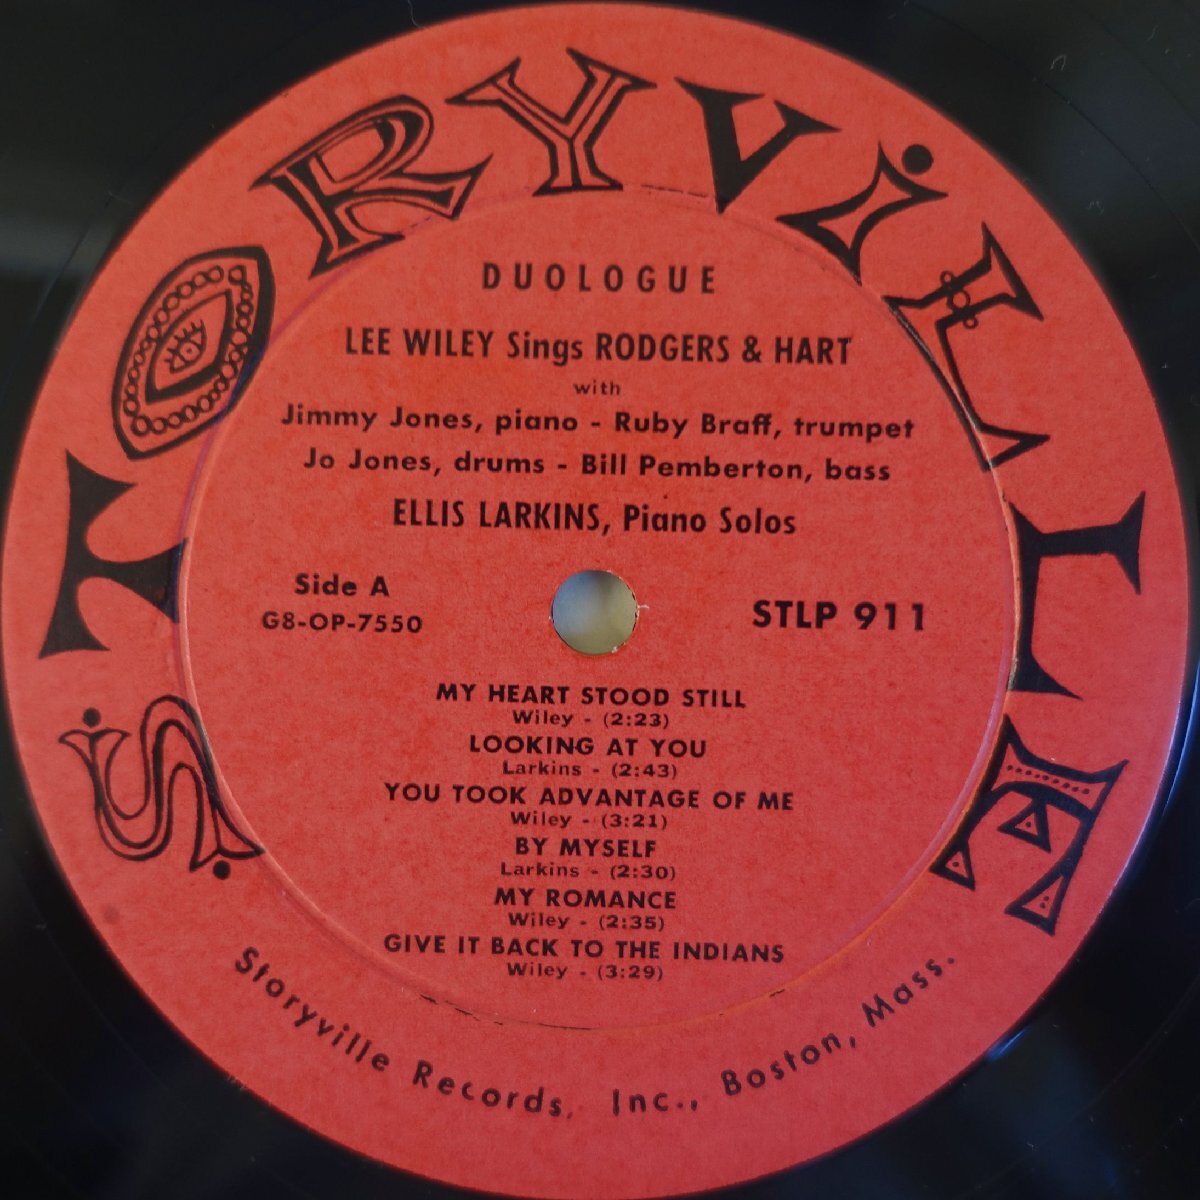 STORYViLLE
DUOLOGUE
LEE WILEY Sings RODGERS & HART
with
Jimmy Jones, piano - Ruby Braff, trumpet
Jo Jones, drums - Bill Pemberton, bass
ELLIS LARKINS, Piano Solos
Side A
G8-OP-7550
STLP 911
MY HEART STOOD STILL
Wiley - (2:23)
LOOKING AT YOU
Larkins - (2:43)
YOU TOOK ADVANTAGE OF ME
Wiley - (3:21)
BY MYSELF
Larkins - (2:30)
MY ROMANCE
Wiley - (2:35)
GIVE IT BACK TO THE INDIANS
Wiley - (3:29)
Storyville Records, Inc., Boston, Mass.